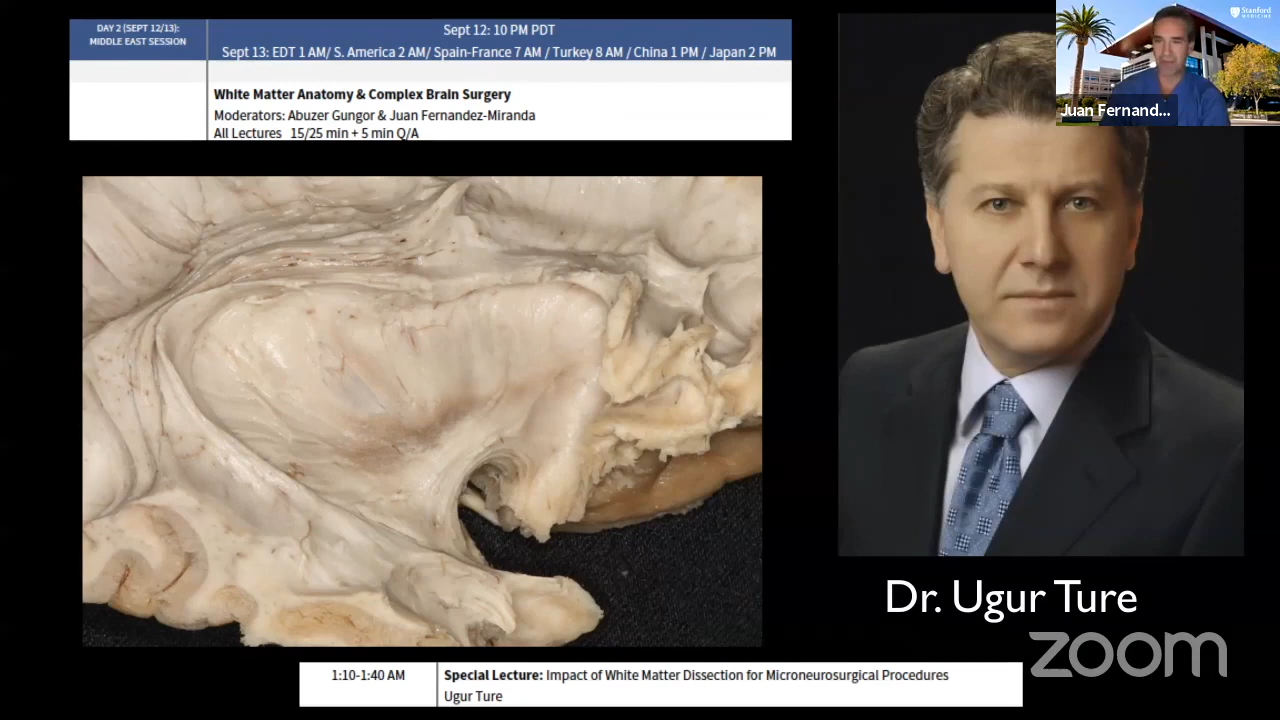 DAY 2 (SEPT 12/13):
MIDDLE EAST SESSION
Sept 12: 10 PM PDT
Sept 13: EDT 1 AM/ S. America 2 AM/ Spain-France 7 AM / Turkey 8 AM / China 1 PM / Japan 2 PM
White Matter Anatomy & Complex Brain Surgery
Moderators: Abuzer Gungor & Juan Fernandez-Miranda
All Lectures 15/25 min + 5 min Q/A
Stanford
MEDICINE
Juan Fernand...
Dr. Ugur Ture
zoom
1:10-1:40 AM
Special Lecture: Impact of White Matter Dissection for Microneurosurgical Procedures
Ugur Ture